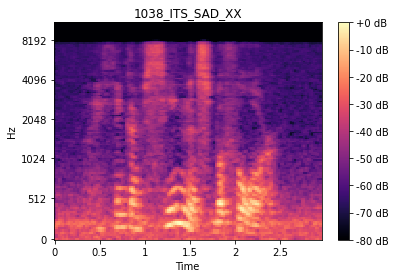 1038_ITS_SAD_XX
+0 dB
8192
-10 dB
4096
-20 dB
-30 dB
2048
Hz
-40 dB
1024
-50 dB
512
-60 dB
-70 dB
0
-80 dB
0 0.5 1 1.5 2 2.5
Time